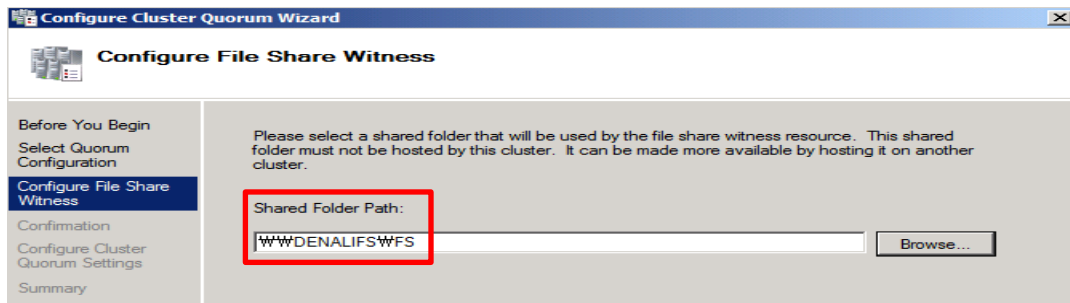 Configure Cluster Quorum Wizard
Configure File Share Witness
Before You Begin
Select Quorum
Configuration
Configure File Share
Witness
Confirmation
Configure Cluster
Quorum Settings
Summary
Please select a shared folder that will be used by the file share witness resource.  This shared
folder must not be hosted by this cluster.  It can be made more available by hosting it on another
cluster.
Shared Folder Path:
₩₩DENALIFS₩FS
Browse...